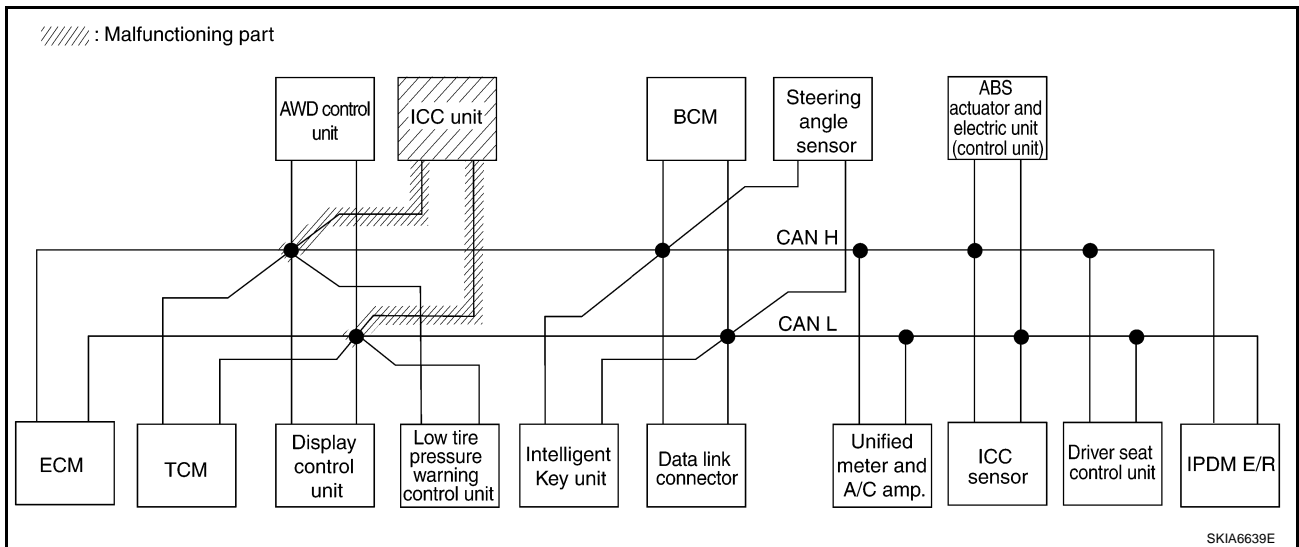 : Malfunctioning part
AWD control
unit
ICC unit
BCM
Steering
angle
sensor
ABS
actuator and
electric unit
(control unit)
CAN H
CAN L
ECM
TCM
Display
control
unit
Low tire
pressure
warning
control unit
Intelligent
Key unit
Data link
connector
Unified
meter and
A/C amp.
ICC
sensor
Driver seat
control unit
IPDM E/R
SKIA6639E